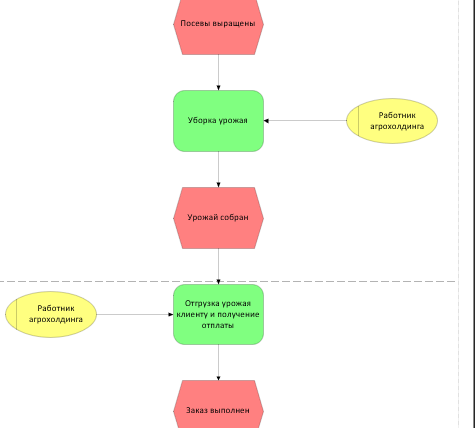 Посевы выращены
Уборка урожая
Работник
агрохолдинга
Урожай собран
Отгрузка урожая
клиенту и получение
отплаты
Работник
агрохолдинга
Заказ выполнен